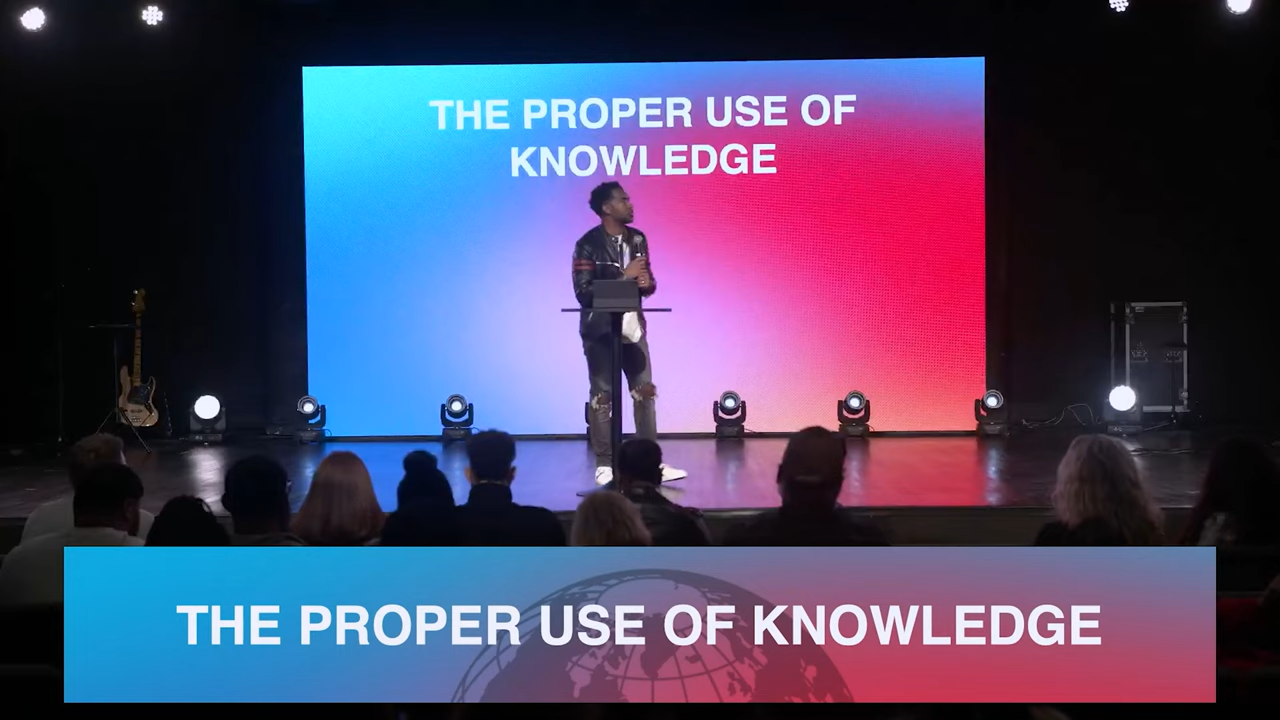 THE PROPER USE OF
KNOWLEDGE
THE PROPER USE OF KNOWLEDGE